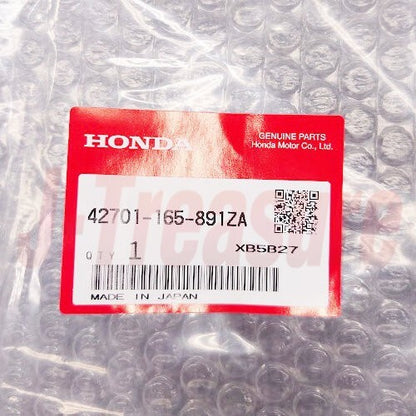 HONDA
GENUINE PARTS
Honda Motor Co., Ltd.
42701-165-891ZA
XB5B27
QTY 1
MADE IN JAPAN